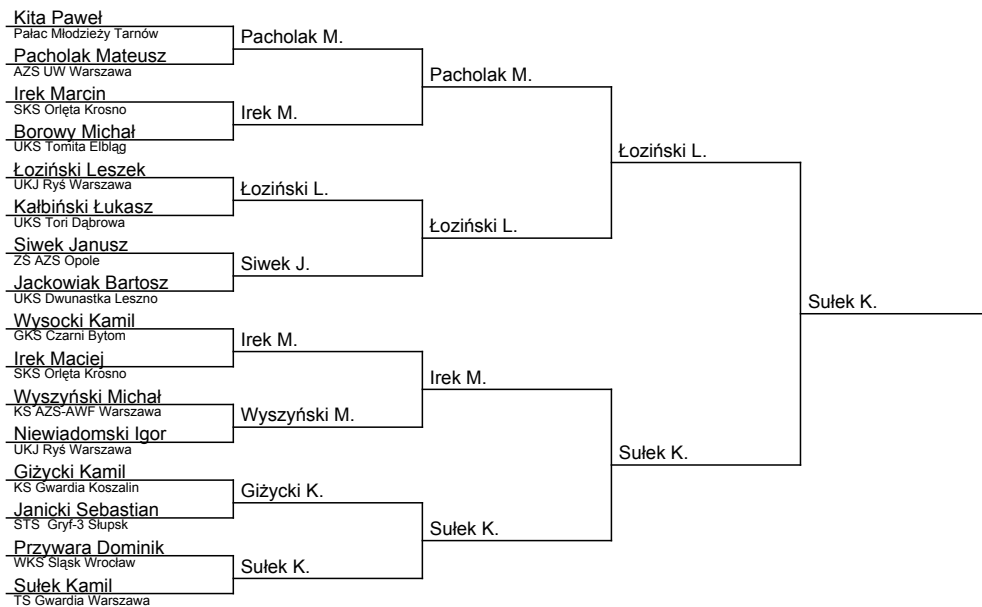 Kita Paweł
Pałac Młodzieży Tarnów
Pacholak Mateusz
AZS UW Warszawa
Irek Marcin
SKS Orlęta Krosno
Borowy Michał
UKS Tomita Elbląg
Łoziński Leszek
UKJ Ryś Warszawa
Kałbiński Łukasz
UKS Tori Dąbrowa
Siwek Janusz
ZS AZS Opole
Jackowiak Bartosz
UKS Dwunastka Leszno
Wysocki Kamil
GKS Czarni Bytom
Irek Maciej
SKS Orlęta Krosno
Wyszyński Michał
KS AZS-AWF Warszawa
Niewiadomski Igor
UKJ Ryś Warszawa
Giżycki Kamil
KS Gwardia Koszalin
Janicki Sebastian
STS Gryf-3 Słupsk
Przywara Dominik
WKS Śląsk Wrocław
Sułek Kamil
TS Gwardia Warszawa
Pacholak M.
Irek M.
Łoziński L.
Siwek J.
Irek M.
Wyszyński M.
Giżycki K.
Sułek K.
Pacholak M.
Łoziński L.
Irek M.
Sułek K.
Łoziński L.
Sułek K.
Sułek K.